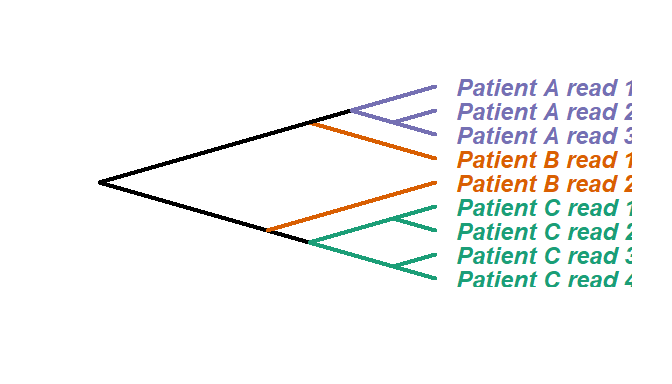 Patient A read 1
Patient A read 2
Patient A read 3
Patient B read 1
Patient B read 2
Patient C read 1
Patient C read 2
Patient C read 3
Patient C read 4